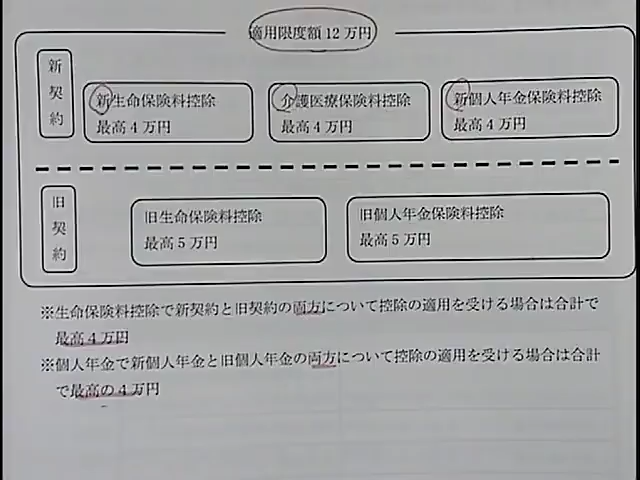 適用限度額12万円
新契約
新生命保険料控除
最高4万円
介護医療保険料控除
最高4万円
新個人年金保険料控除
最高4万円
旧契約
旧生命保険料控除
最高5万円
旧個人年金保険料控除
最高5万円
※生命保険料控除で新契約と旧契約の両方について控除の適用を受ける場合は合計で
最高4万円
※個人年金で新個人年金と旧個人年金の両方について控除の適用を受ける場合は合計
で最高の4万円